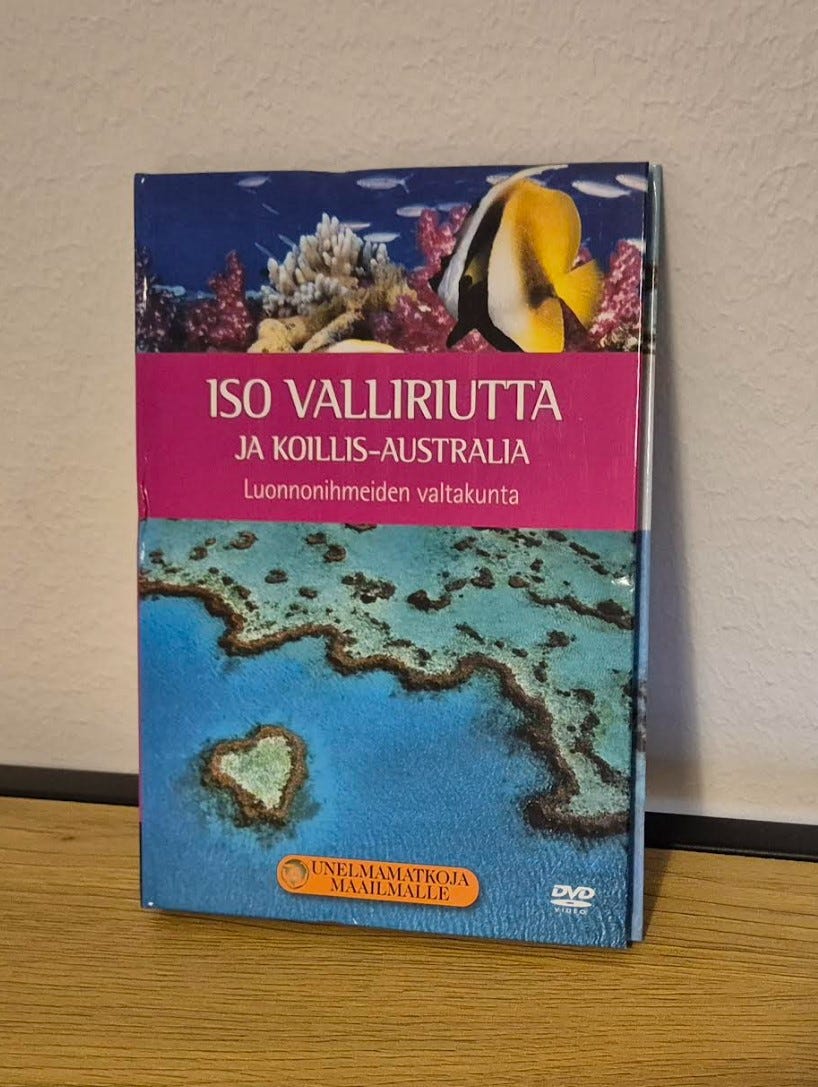 ISO VALLIRIUTTA
JA KOILLIS-AUSTRALIA
Luonnonihmeiden valtakunta
UNELMAMATKOJA
MAAILMALLE
DVD
VIDEO